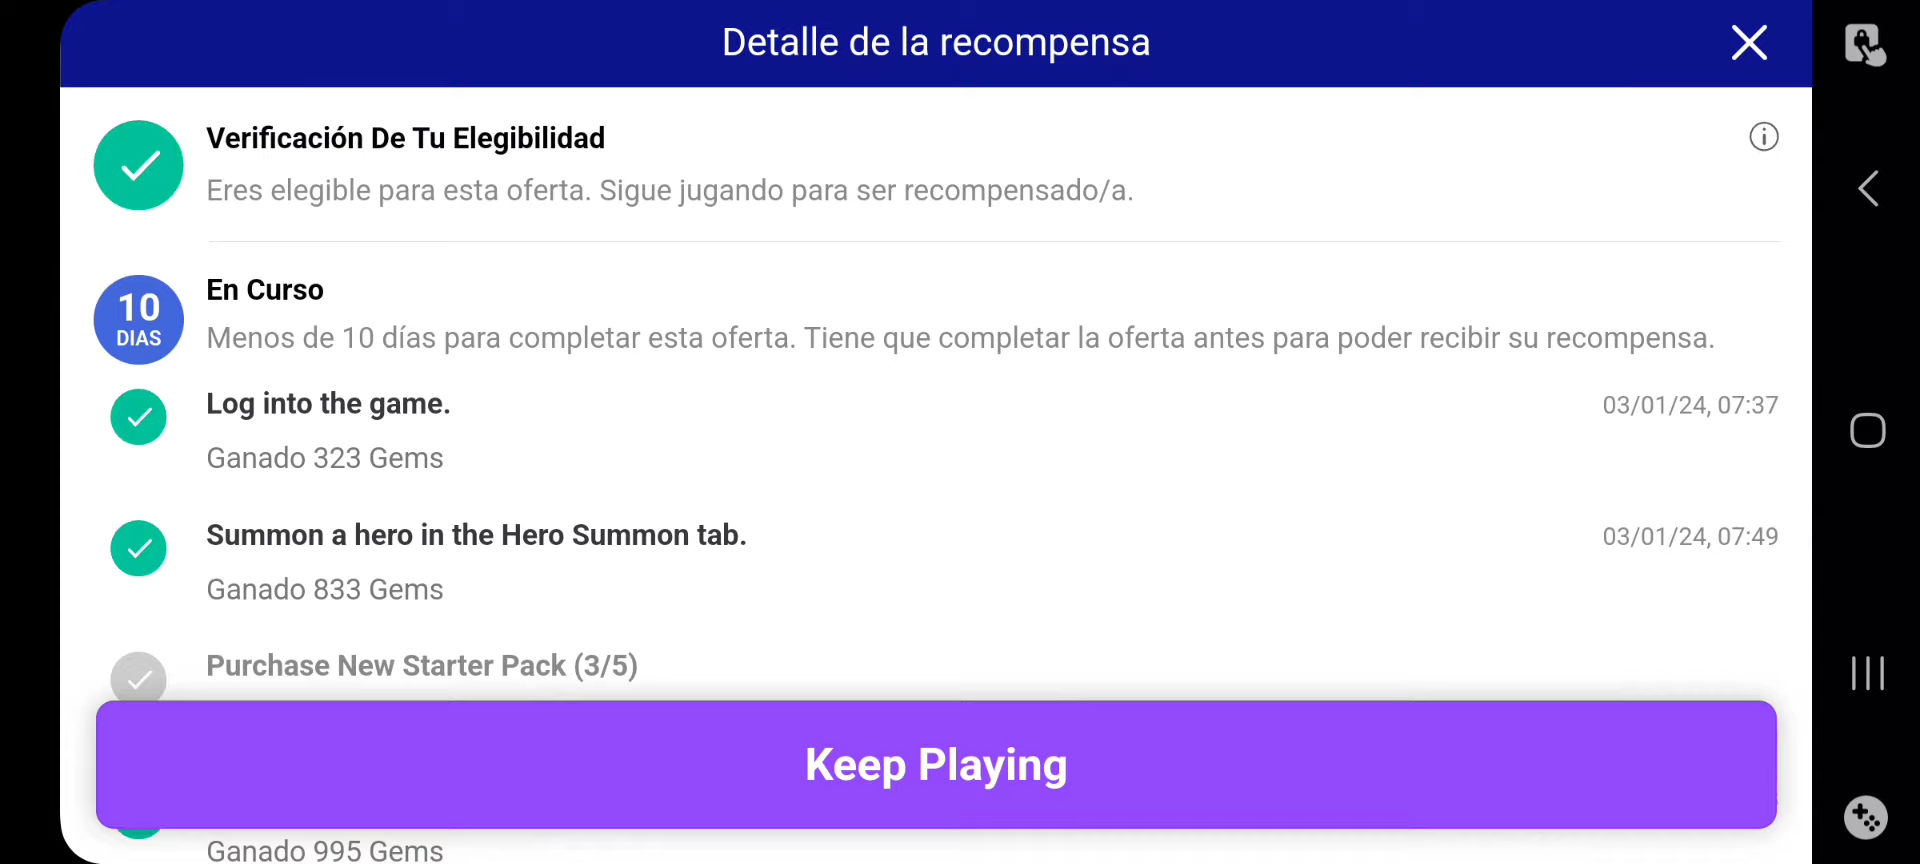 Detalle de la recompensa
Verificación De Tu Elegibilidad
Eres elegible para esta oferta. Sigue jugando para ser recompensado/a.
10
DIAS
En Curso
Menos de 10 días para completar esta oferta. Tiene que completar la oferta antes para poder recibir su recompensa.
Log into the game.
03/01/24, 07:37
Ganado 323 Gems
Summon a hero in the Hero Summon tab.
03/01/24, 07:49
Ganado 833 Gems
Purchase New Starter Pack (3/5)
Keep Playing
Ganado 995 Gems